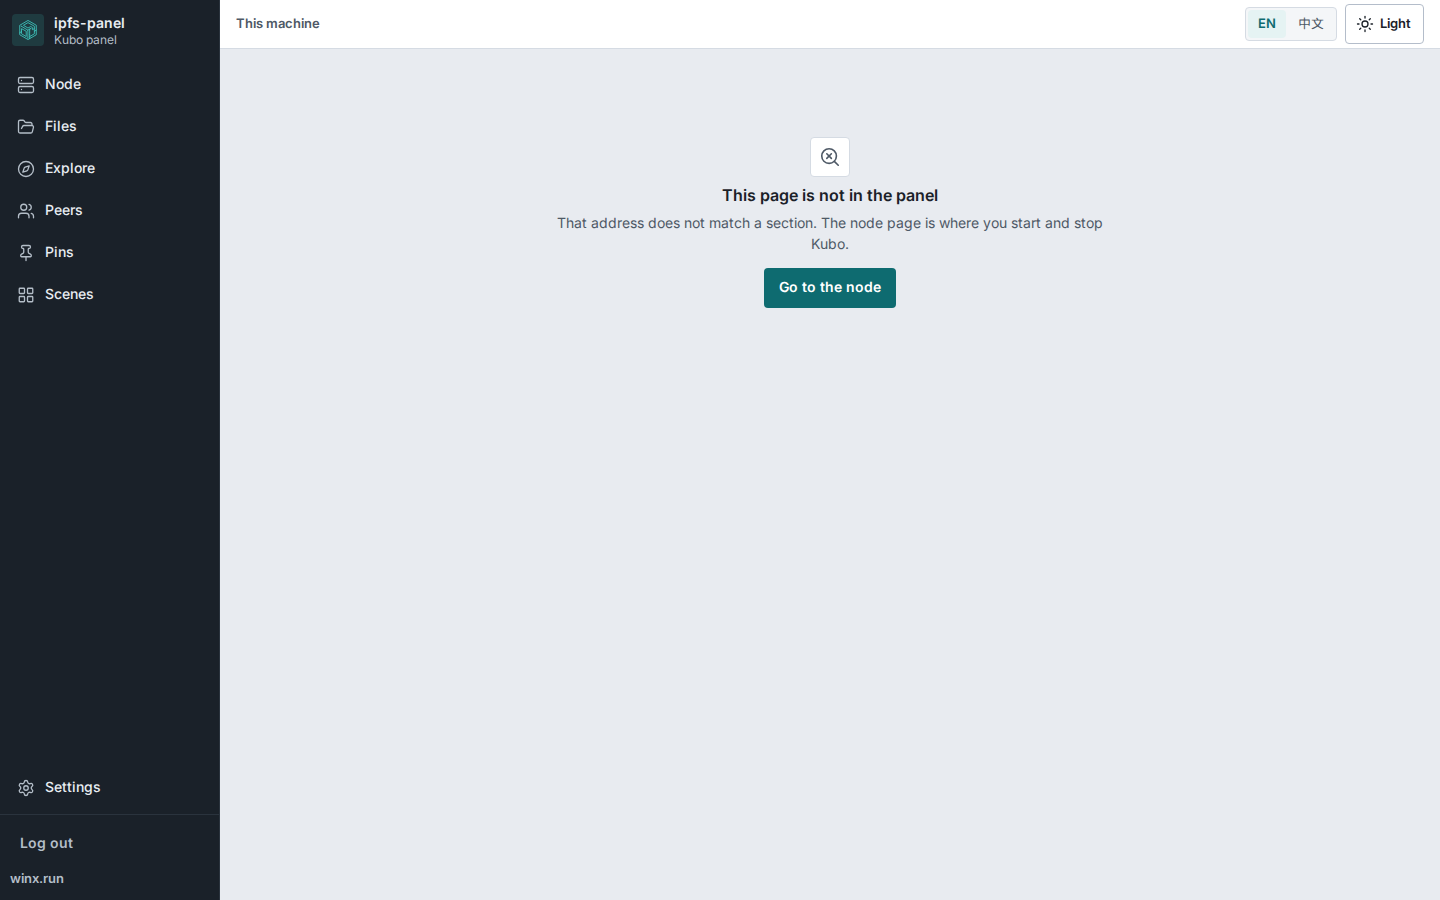 ipfs-panel
Kubo panel
Node
Files
Explore
Peers
Pins
Scenes
Settings
Log out
winx.run
This machine
EN
中文
Light
This page is not in the panel
That address does not match a section. The node page is where you start and stop
Kubo.
Go to the node